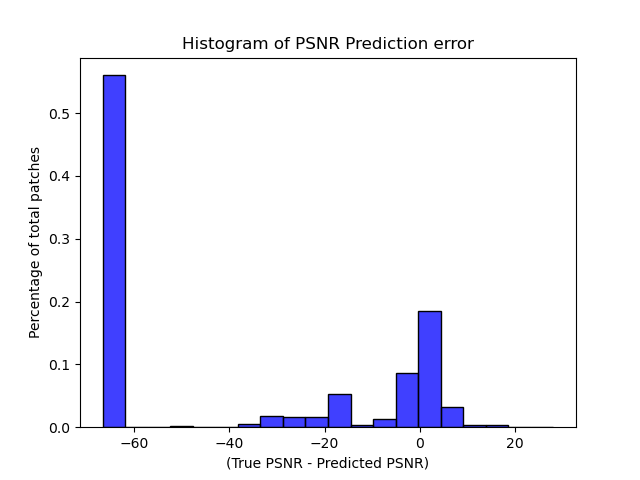 Histogram of PSNR Prediction error
Percentage of total patches
0.5
0.4
0.3
0.2
0.1
0.0
−60 −40 −20 0 20
(True PSNR - Predicted PSNR)